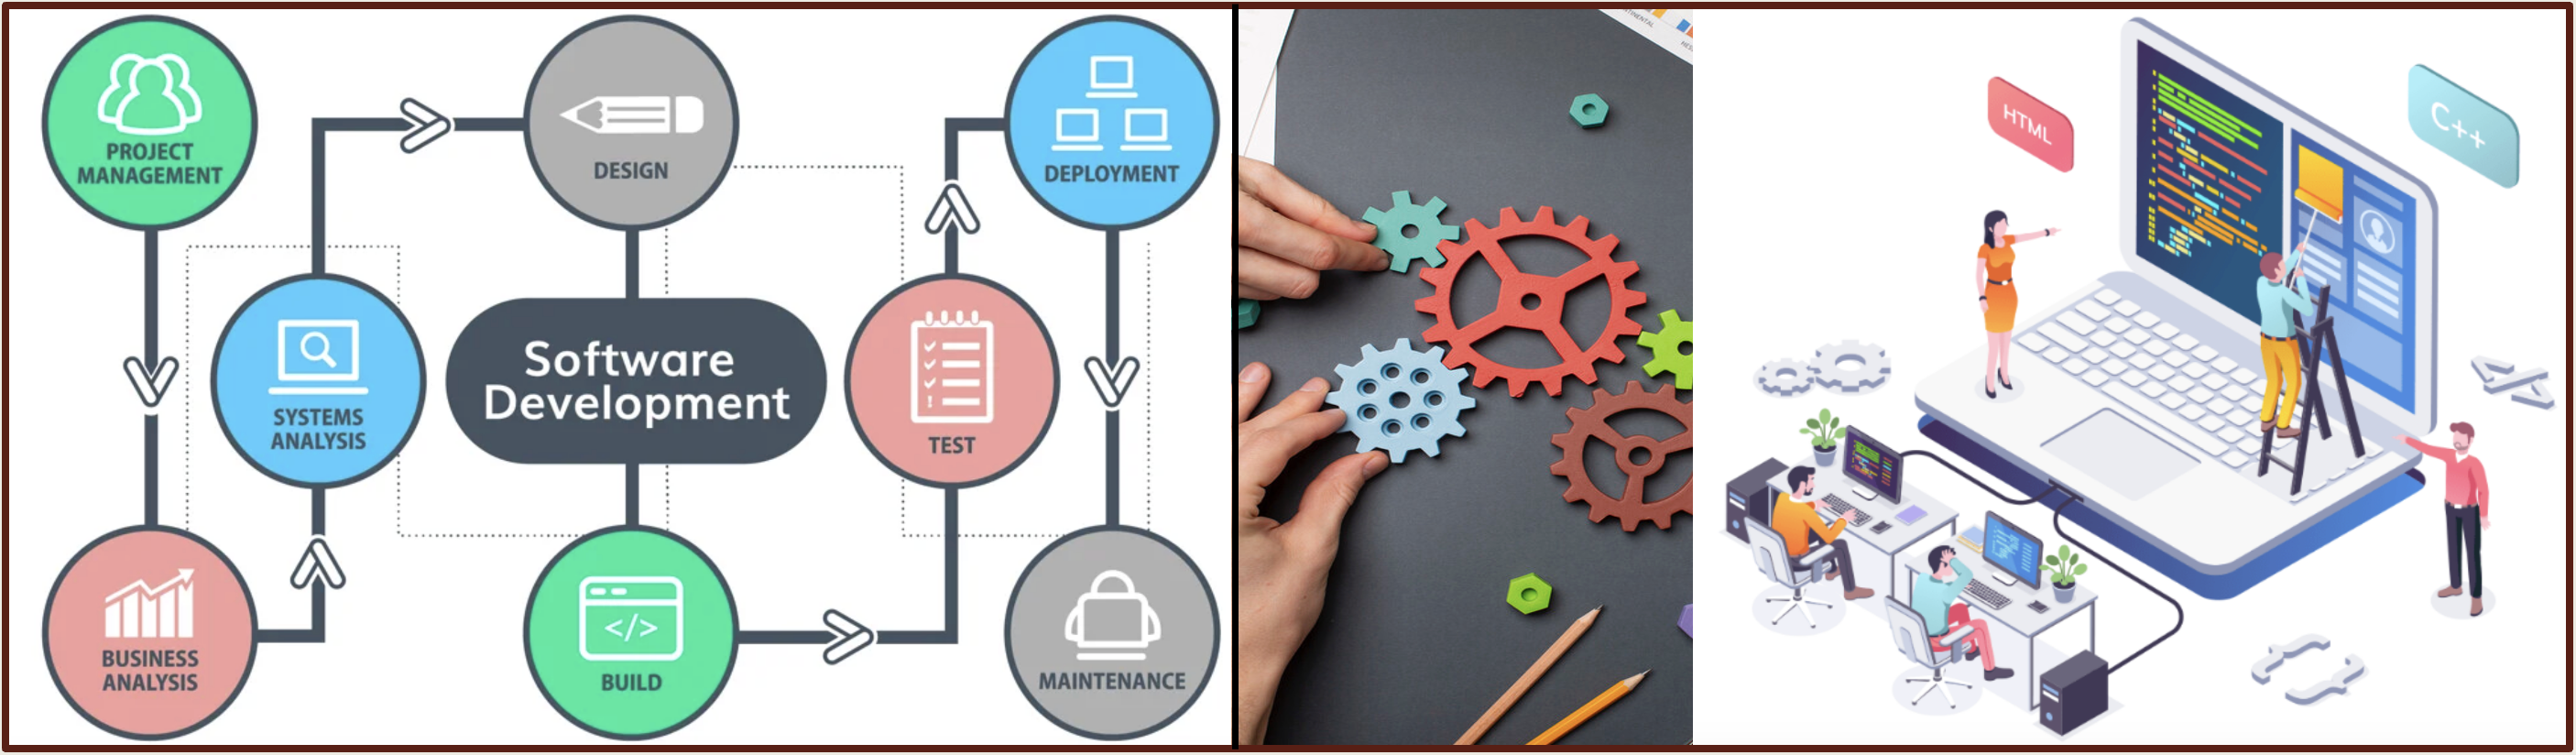 PROJECT
MANAGEMENT
DESIGN
DEPLOYMENT
SYSTEMS
ANALYSIS
Software
Development
TEST
BUSINESS
ANALYSIS
</>
BUILD
MAINTENANCE
HTML
C++